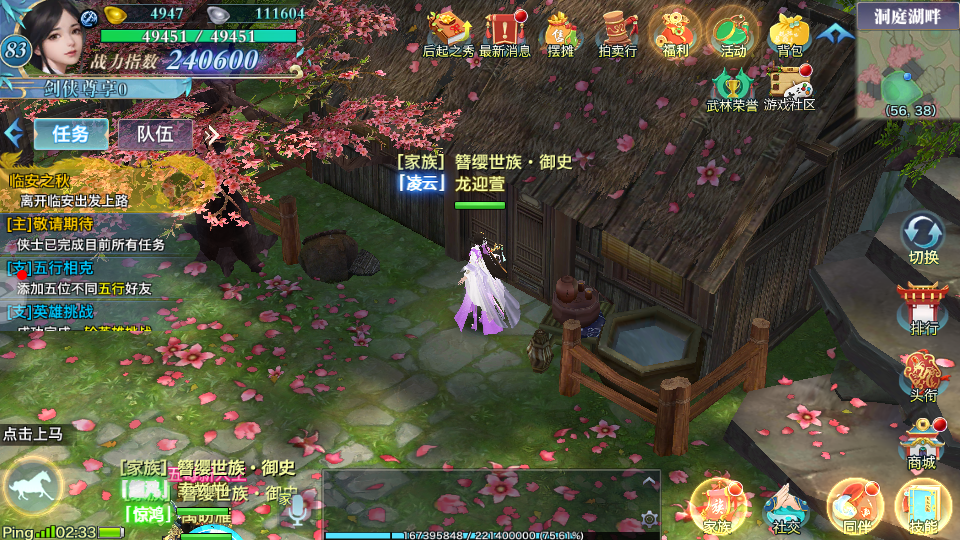 4947
111604
83
49451 / 49451
战力指数 240600
剑侠尊享0
后起之秀
最新消息
摆摊
拍卖行
福利
活动
背包
武林荣誉
游戏社区
洞庭湖畔
(56, 38)
任务
队伍
临安之秋
离开临安出发上路
[主]敬请期待
侠士已完成目前所有任务
[支]五行相克
添加五位不同五行好友
[支]英雄挑战
[家族] 簪缨世族·御史
「凌云」 龙迎萱
切换
排行
头衔
商城
点击上马
[家族] 簪缨世族·御史
簪缨世族·御史
「惊鸿」
Ping
02:33
167395848 / 221400000 (75.61%)
家族
社交
同伴
技能